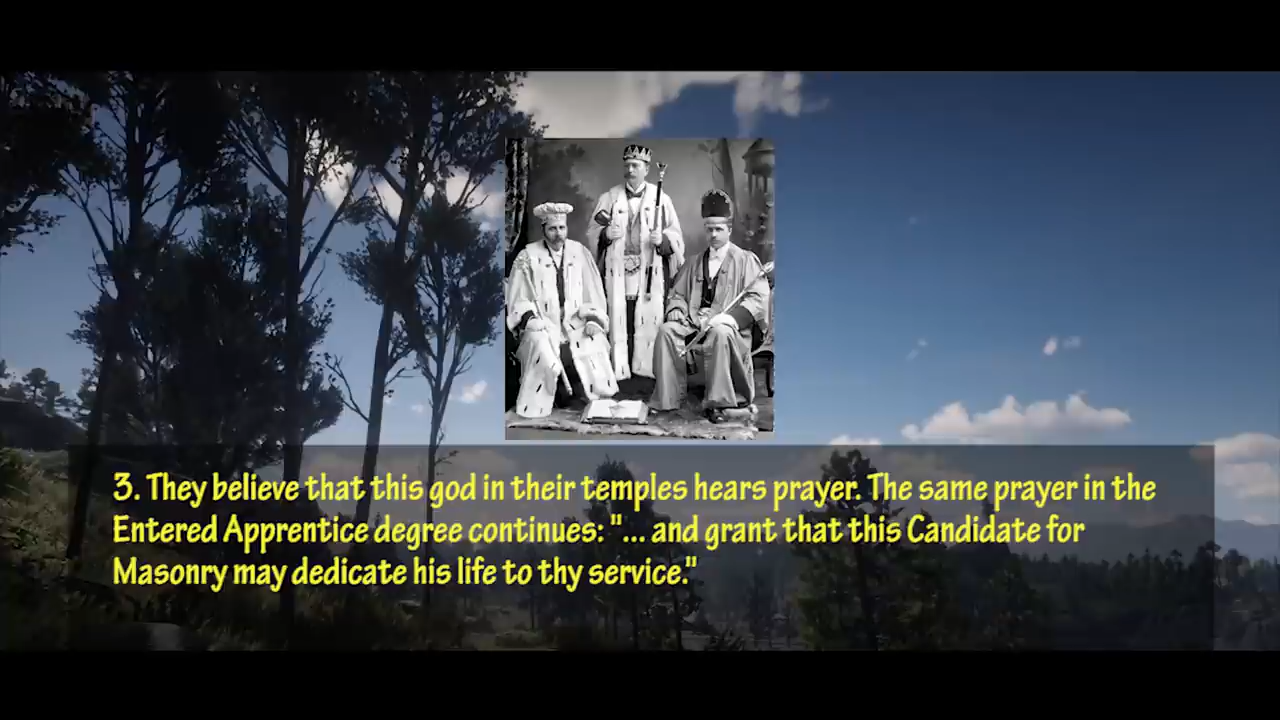 3. They believe that this god in their temples hears prayer. The same prayer in the
Entered Apprentice degree continues: "... and grant that this Candidate for
Masonry may dedicate his life to thy service."